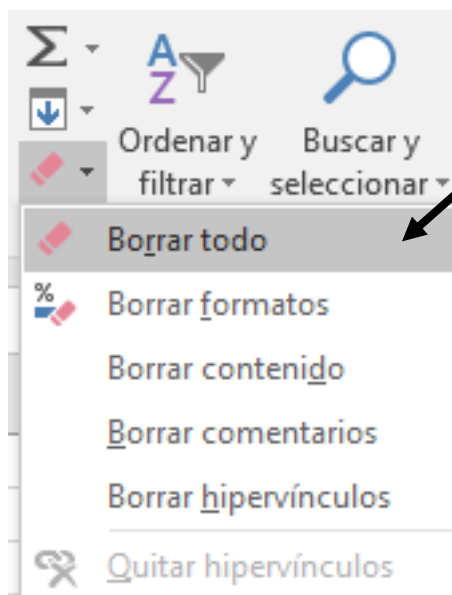 Σ
A
Z
Ordenar y
filtrar
Buscar y
seleccionar
Borrar todo
%
Borrar formatos
Borrar contenido
Borrar comentarios
Borrar hipervínculos
Quitar hipervínculos